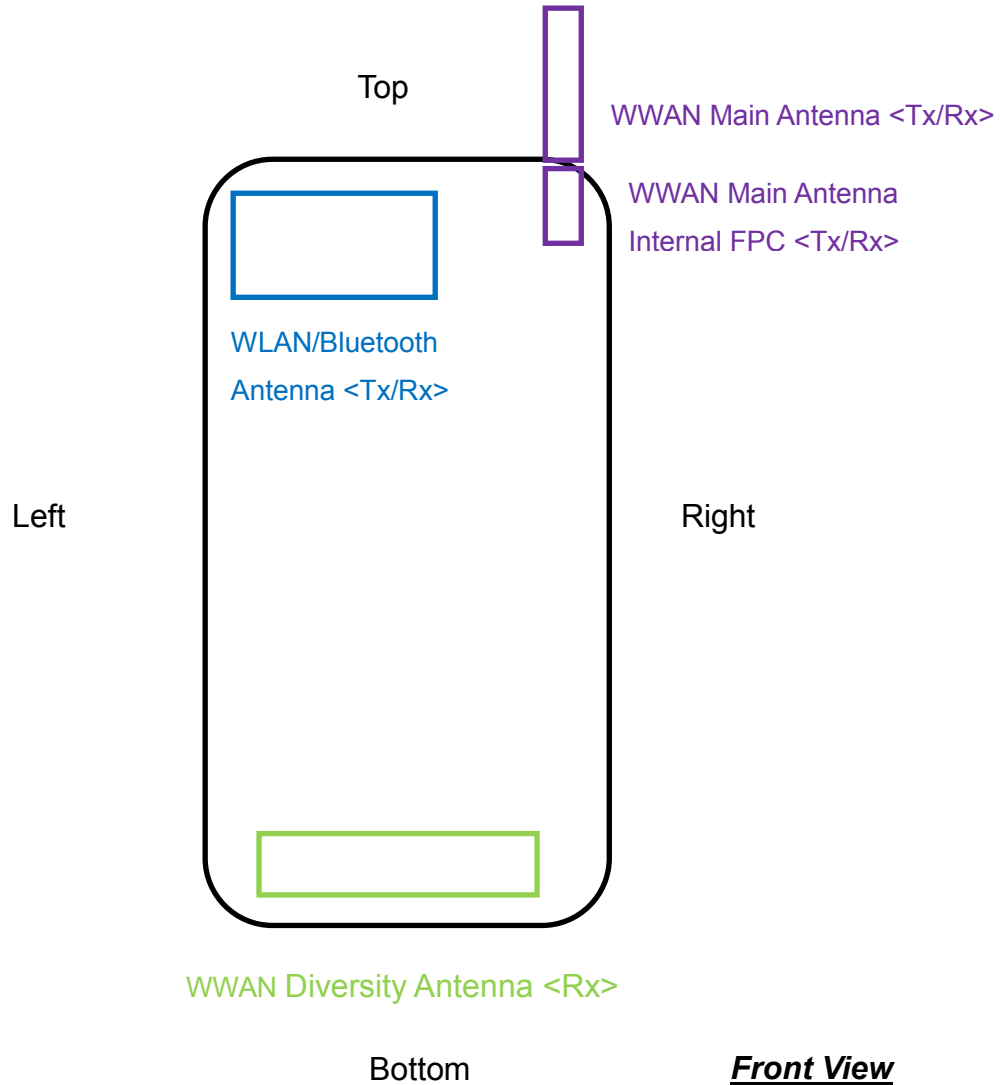 Top
WWAN Main Antenna <Tx/Rx>
WWAN Main Antenna
Internal FPC <Tx/Rx>
WLAN/Bluetooth
Antenna <Tx/Rx>
Left
Right
WWAN Diversity Antenna <Rx>
Bottom
Front View